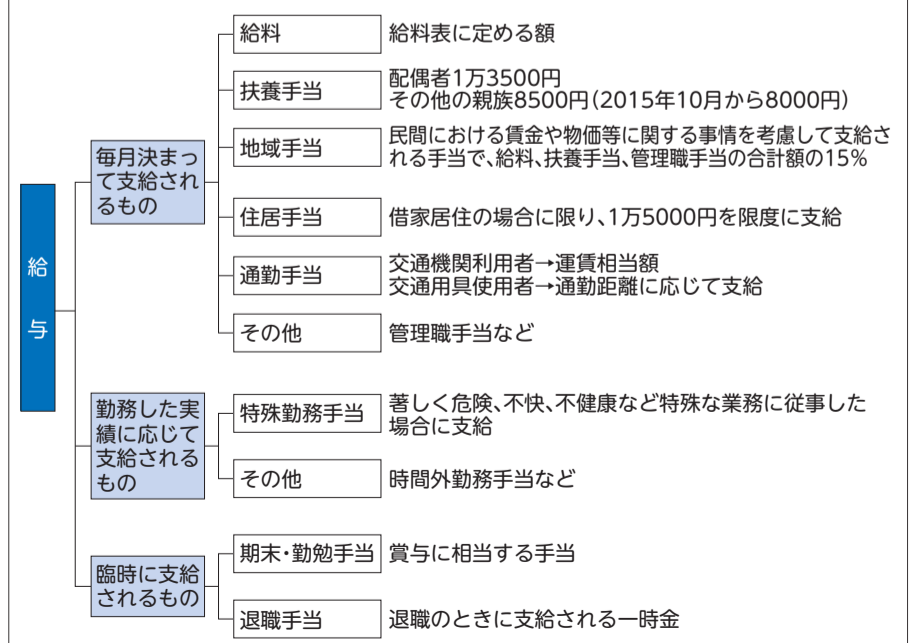 給与
毎月決まっ
て支給され
るもの
給料
給料表に定める額
扶養手当
配偶者1万3500円
その他の親族8500円(2015年10月から8000円)
地域手当
民間における賃金や物価等に関する事情を考慮して支給さ
れる手当で、給料、扶養手当、管理職手当の合計額の15%
住居手当
借家居住の場合に限り、1万5000円を限度に支給
通勤手当
交通機関利用者→運賃相当額
交通用具使用者→通勤距離に応じて支給
その他
管理職手当など
勤務した実
績に応じて
支給される
もの
特殊勤務手当
著しく危険、不快、不健康など特殊な業務に従事した
場合に支給
その他
時間外勤務手当など
臨時に支給
されるもの
期末・勤勉手当
賞与に相当する手当
退職手当
退職のときに支給される一時金